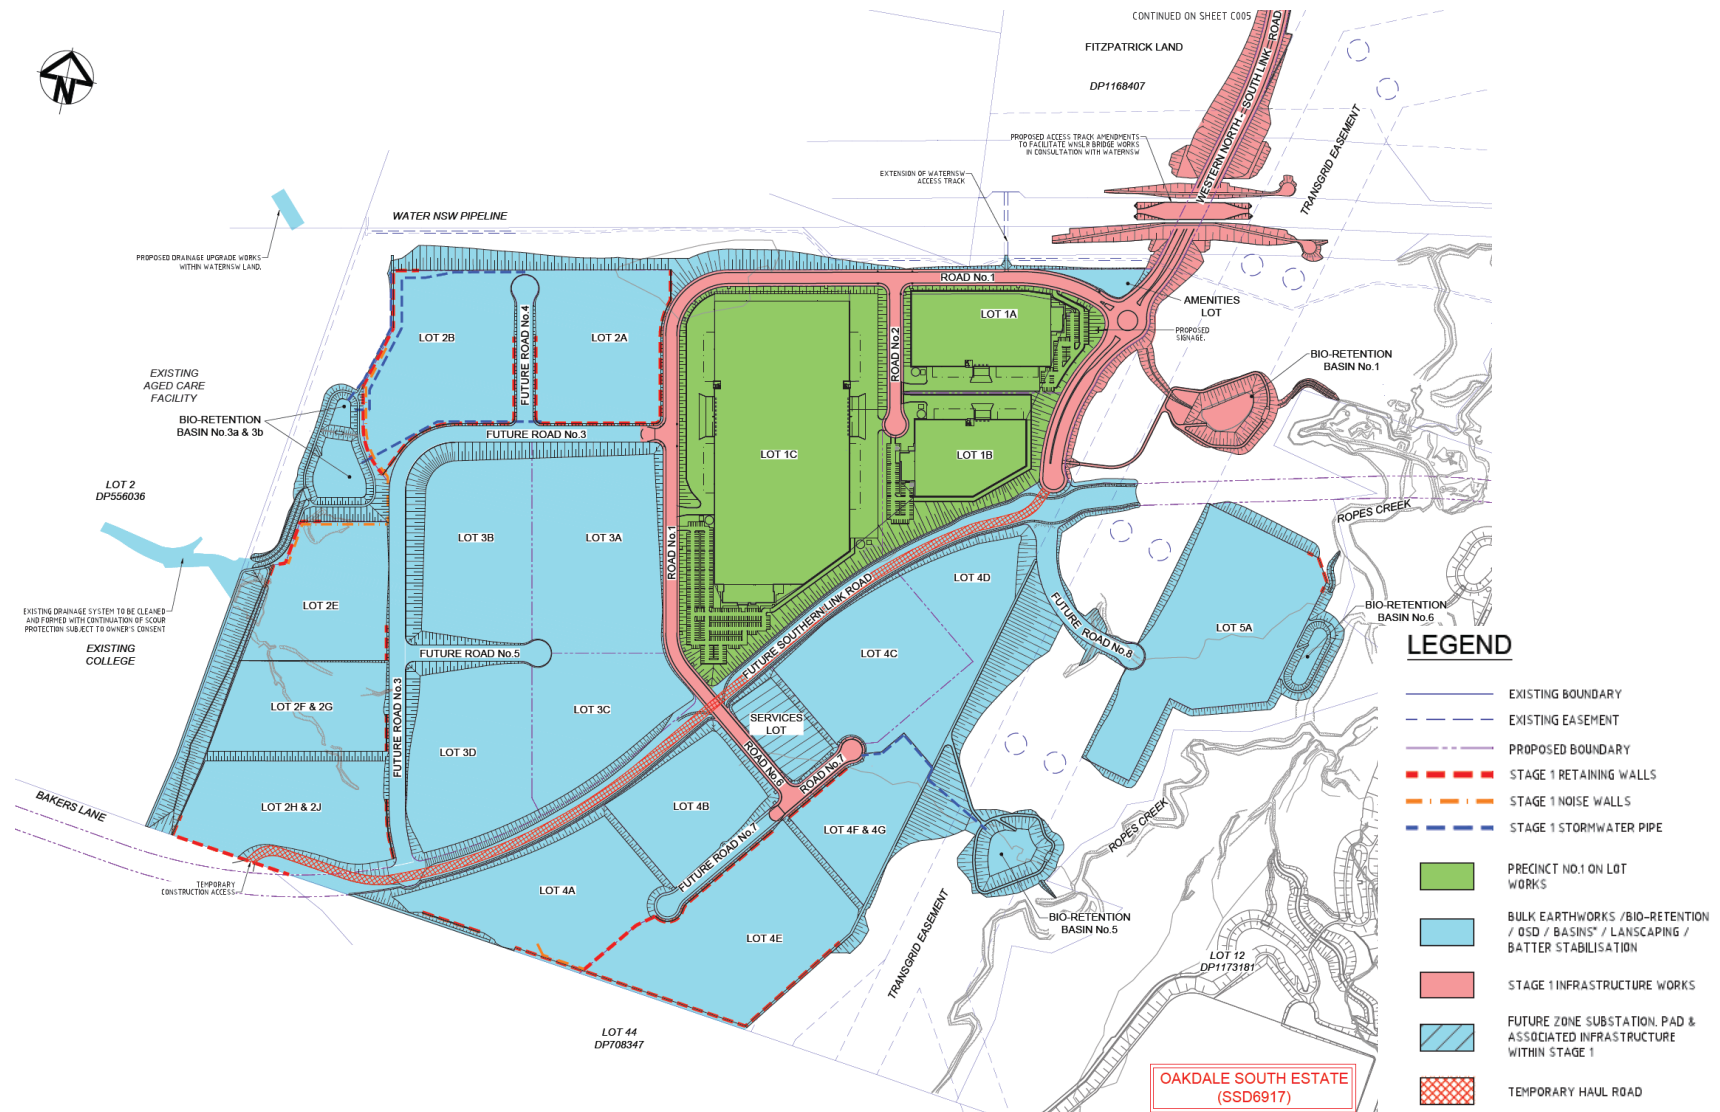 CONTINUED ON SHEET C005
FITZPATRICK LAND
DP1168407
WESTERN NORTH - SOUTH LINK ROAD
TRANSGRID EASEMENT
N
PROPOSED ACCESS TRACK AMENDMENTS
TO FACILITATE WNSLR BRIDGE WORKS
IN CONSULTATION WITH WATERNSW
EXTENSION OF WATERNSW
ACCESS TRACK
WATER NSW PIPELINE
PROPOSED DRAINAGE UPGRADE WORKS
WITHIN WATERNSW LAND.
ROAD No.1
AMENITIES
LOT
PROPOSED
SIGNAGE.
LOT 1A
LOT 2B
FUTURE ROAD No.4
LOT 2A
ROAD No.2
BIO-RETENTION
BASIN No.1
EXISTING
AGED CARE
FACILITY
BIO-RETENTION
BASIN No.3a & 3b
FUTURE ROAD No.3
LOT 1C
LOT 1B
LOT 2
DP556036
ROPES CREEK
LOT 3B
LOT 3A
ROAD No.1
LOT 4D
EXISTING DRAINAGE SYSTEM TO BE CLEANED
AND FORMED WITH CONTINUATION OF SCOUR
PROTECTION SUBJECT TO OWNER'S CONSENT
EXISTING
COLLEGE
LOT 2E
FUTURE SOUTHERN LINK ROAD
FUTURE ROAD No.8
LOT 5A
BIO-RETENTION
BASIN No.6
FUTURE ROAD No.5
LOT 4C
LOT 2F & 2G
FUTURE ROAD No.3
LOT 3C
SERVICES
LOT
LOT 3D
ROAD No.6
ROAD No.7
BAKERS LANE
LOT 2H & 2J
LOT 4B
LOT 4F & 4G
ROPES CREEK
FUTURE ROAD No.7
TEMPORARY
CONSTRUCTION ACCESS
LOT 4A
LOT 4E
TRANSGRID EASEMENT
BIO-RETENTION
BASIN No.5
LOT 12
DP1173181
LOT 44
DP708347
OAKDALE SOUTH ESTATE
(SSD6917)
LEGEND
EXISTING BOUNDARY
EXISTING EASEMENT
PROPOSED BOUNDARY
STAGE 1 RETAINING WALLS
STAGE 1 NOISE WALLS
STAGE 1 STORMWATER PIPE
PRECINCT NO.1 ON LOT
WORKS
BULK EARTHWORKS /BIO-RETENTION
/ OSD / BASINS* / LANSCAPING /
BATTER STABILISATION
STAGE 1 INFRASTRUCTURE WORKS
FUTURE ZONE SUBSTATION, PAD &
ASSOCIATED INFRASTRUCTURE
WITHIN STAGE 1
TEMPORARY HAUL ROAD